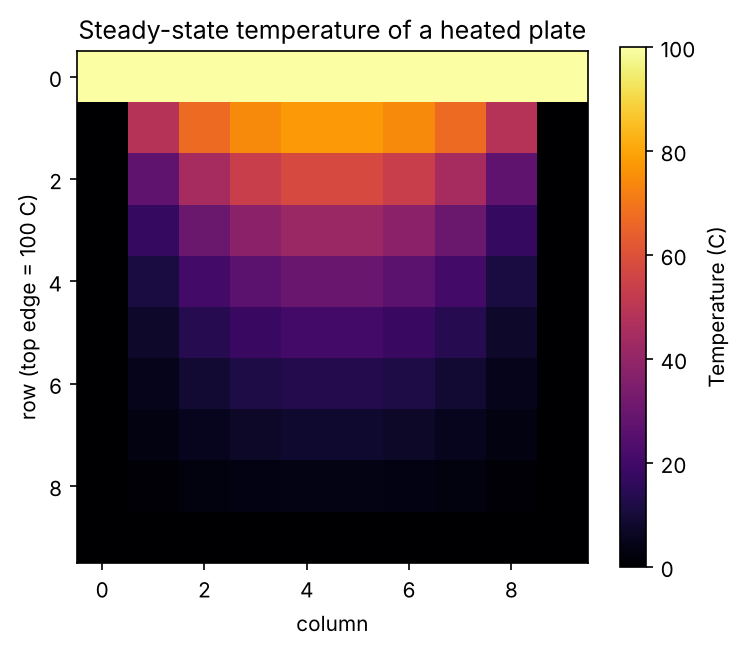 Steady-state temperature of a heated plate
row (top edge = 100 C)
0
2
4
6
8
0 2 4 6 8
column
100
80
60
40
20
0
Temperature (C)